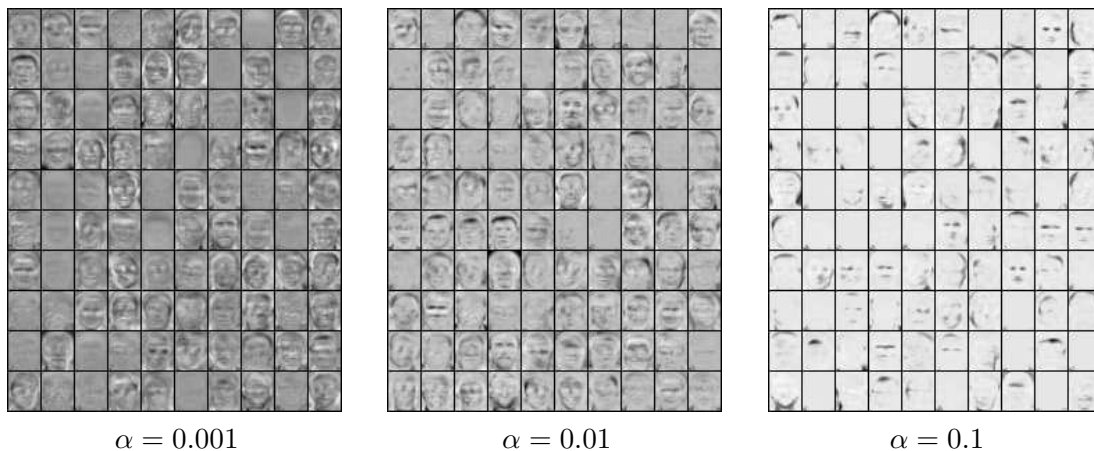 α = 0.001
α = 0.01
α = 0.1